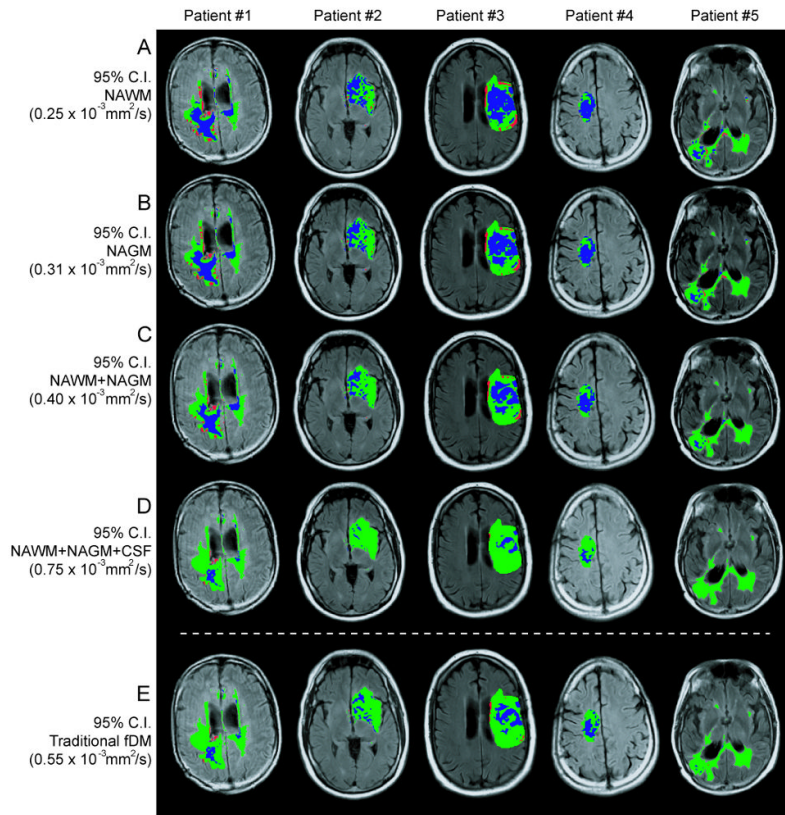 Patient #1 Patient #2 Patient #3 Patient #4 Patient #5
A
95% C.I.
NAWM
(0.25 x 10⁻³mm²/s)
B
95% C.I.
NAGM
(0.31 x 10⁻³mm²/s)
C
95% C.I.
NAWM+NAGM
(0.40 x 10⁻³mm²/s)
D
95% C.I.
NAWM+NAGM+CSF
(0.75 x 10⁻³mm²/s)
E
95% C.I.
Traditional fDM
(0.55 x 10⁻³mm²/s)